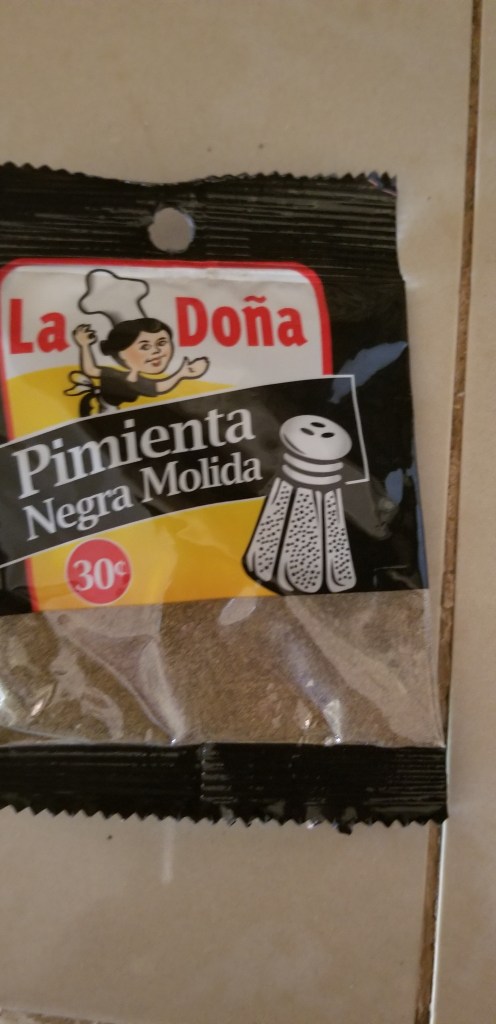 La Doña
Pimienta
Negra Molida
30¢